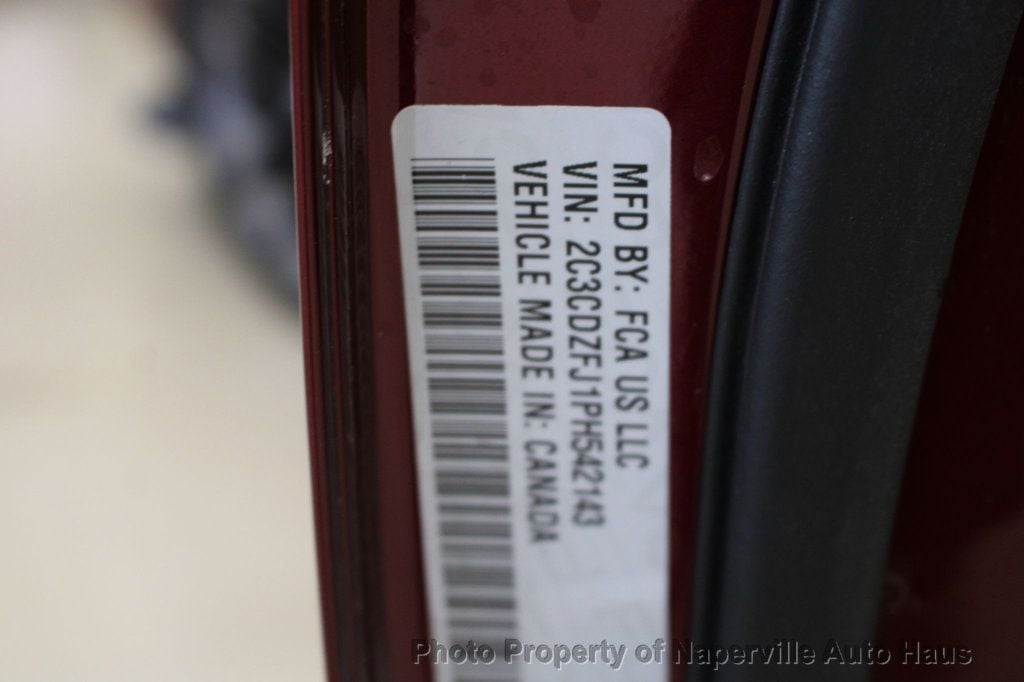 MFD BY: FCA US LLC
VIN: 2C3CDZFJ1PH542143
VEHICLE MADE IN: CANADA
Photo Property of Naperville Auto Haus